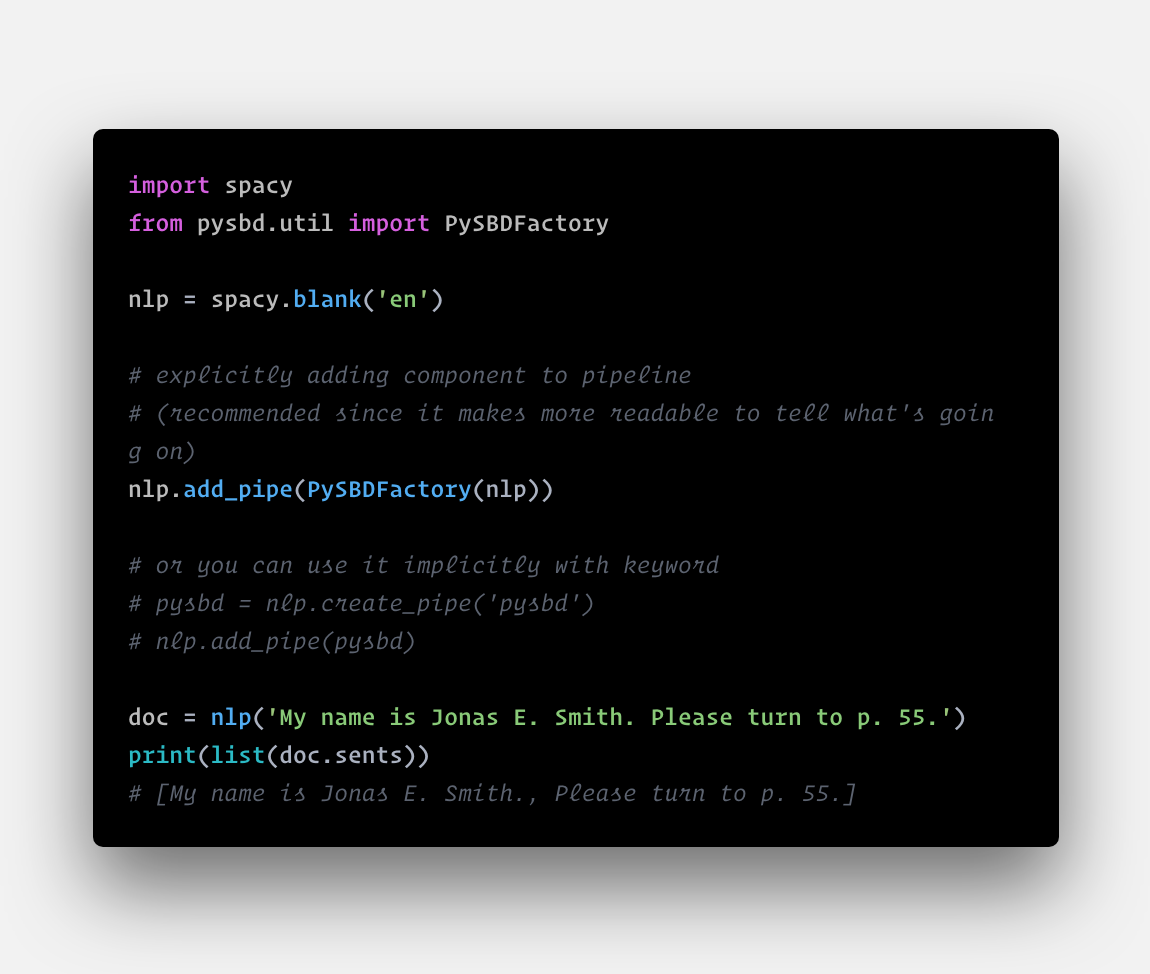 import spacy
from pysbd.util import PySBDFactory
nlp = spacy.blank('en')
# explicitly adding component to pipeline
# (recommended since it makes more readable to tell what's goin
g on)
nlp.add_pipe(PySBDFactory(nlp))
# or you can use it implicitly with keyword
# pysbd = nlp.create_pipe('pysbd')
# nlp.add_pipe(pysbd)
doc = nlp('My name is Jonas E. Smith. Please turn to p. 55.')
print(list(doc.sents))
# [My name is Jonas E. Smith., Please turn to p. 55.]